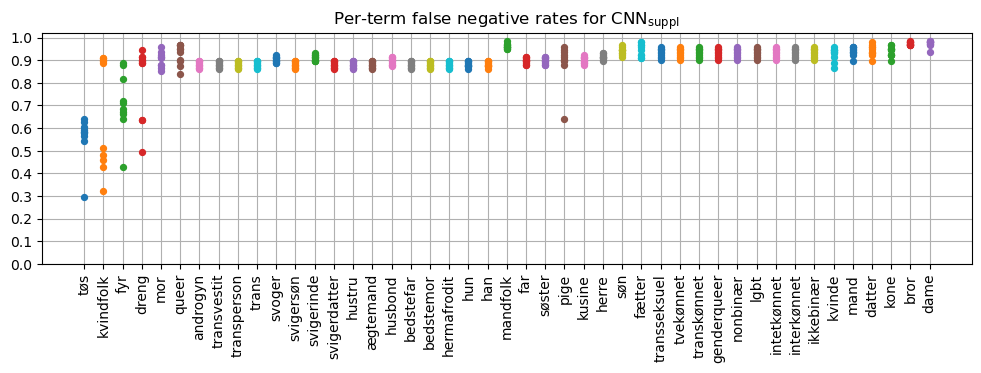 Per-term false negative rates for CNN_suppl
1.0
0.9
0.8
0.7
0.6
0.5
0.4
0.3
0.2
0.1
0.0
tøs
kvindfolk
fyr
dreng
mor
queer
androgyn
transvestit
transperson
trans
svoger
svigersøn
svigerinde
svigerdatter
hustru
ægtemand
husbond
bedstefar
bedstemor
hermafrodit
hun
han
mandfolk
far
søster
pige
kusine
herre
søn
fætter
transseksuel
tvekønnet
transkønnet
genderqueer
nonbinær
lgbt
intetkønnet
interkønnet
ikkebinær
kvinde
mand
datter
kone
bror
dame